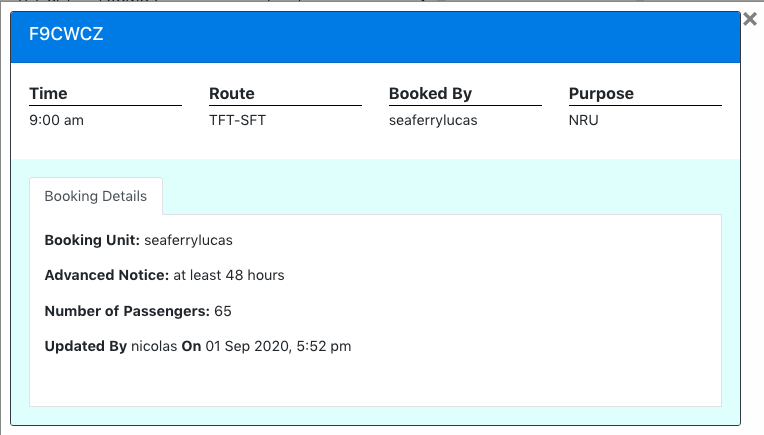 F9CWCZ
Time Route Booked By Purpose
9:00 am TFT-SFT seaferrylucas NRU
Booking Details
Booking Unit: seaferrylucas
Advanced Notice: at least 48 hours
Number of Passengers: 65
Updated By nicolas On 01 Sep 2020, 5:52 pm